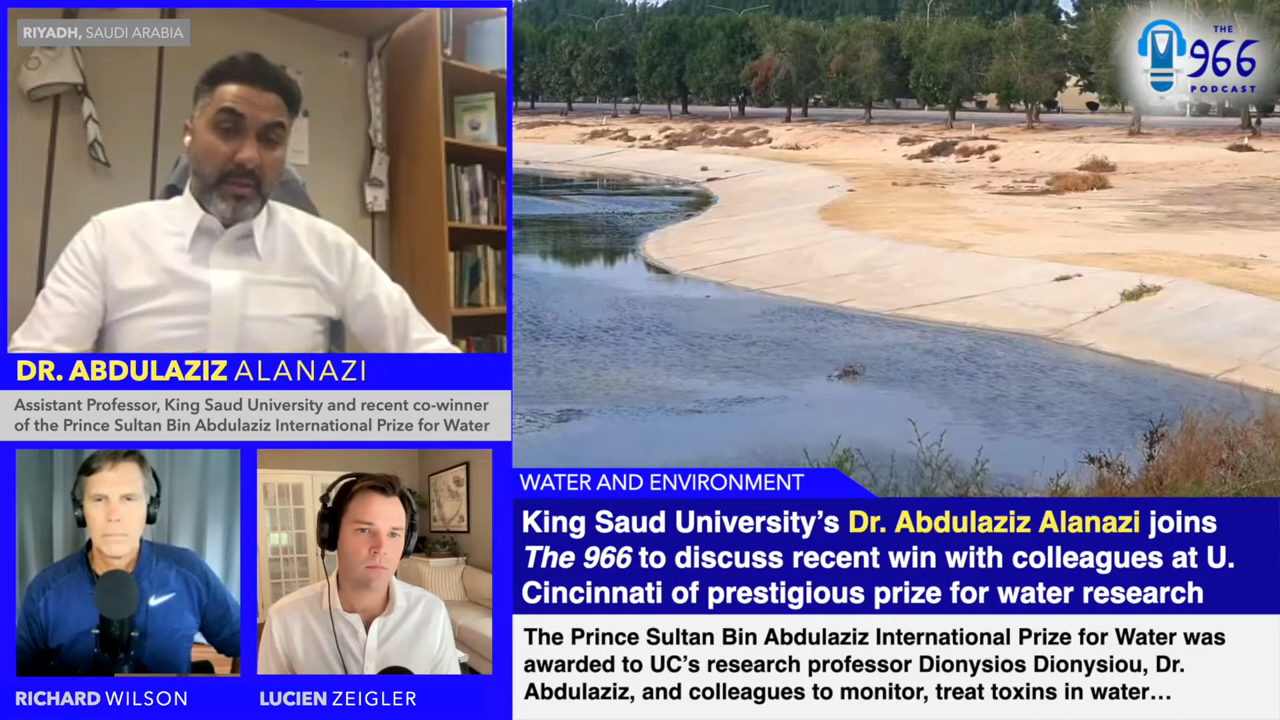 RIYADH, SAUDI ARABIA
THE
966
PODCAST
DR. ABDULAZIZ ALANAZI
Assistant Professor, King Saud University and recent co-winner
of the Prince Sultan Bin Abdulaziz International Prize for Water
RICHARD WILSON
LUCIEN ZEIGLER
WATER AND ENVIRONMENT
King Saud University's Dr. Abdulaziz Alanazi joins
The 966 to discuss recent win with colleagues at U.
Cincinnati of prestigious prize for water research
The Prince Sultan Bin Abdulaziz International Prize for Water was
awarded to UC's research professor Dionysios Dionysiou, Dr.
Abdulaziz, and colleagues to monitor, treat toxins in water...